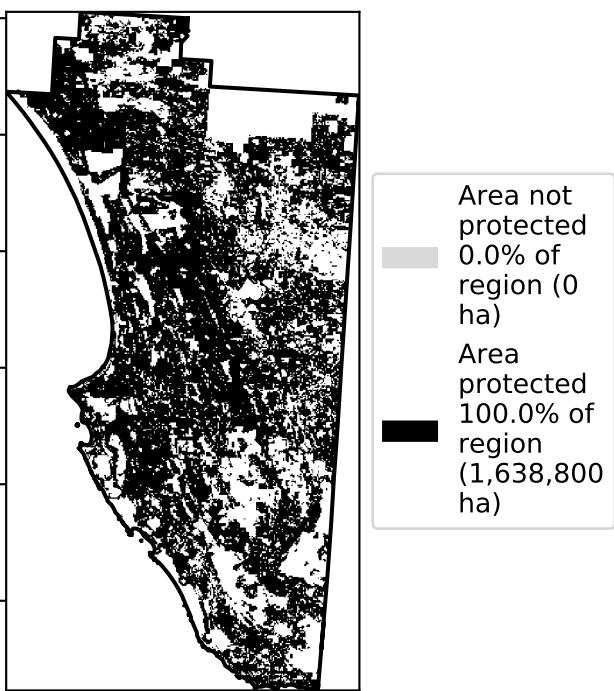 Area not
protected
0.0% of
region (0
ha)
Area
protected
100.0% of
region
(1,638,800
ha)